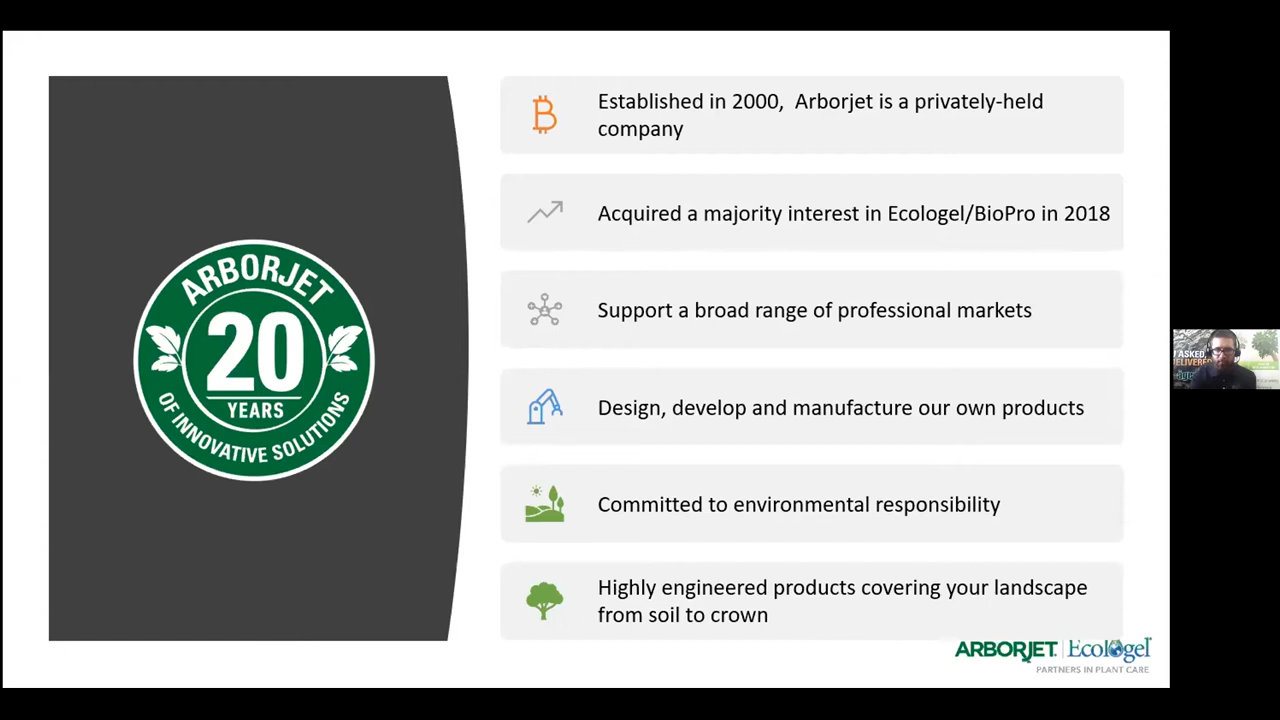 ARBORJET
20
YEARS
OF INNOVATIVE SOLUTIONS
Established in 2000, Arborjet is a privately-held
company
Acquired a majority interest in Ecologel/BioPro in 2018
Support a broad range of professional markets
Design, develop and manufacture our own products
Committed to environmental responsibility
Highly engineered products covering your landscape
from soil to crown
ARBORJET | Ecologel
PARTNERS IN PLANT CARE
ASKED,